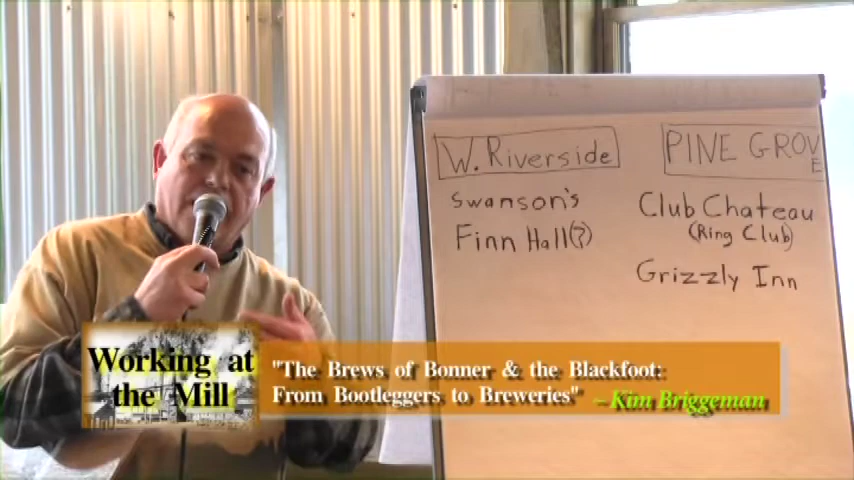 W. Riverside
Swanson's
Finn Hall(?)
PINE GROVE
Club Chateau
(Ring Club)
Grizzly Inn
Working at
the Mill
"The Brews of Bonner & the Blackfoot:
From Bootleggers to Breweries"
– Kim Briggeman